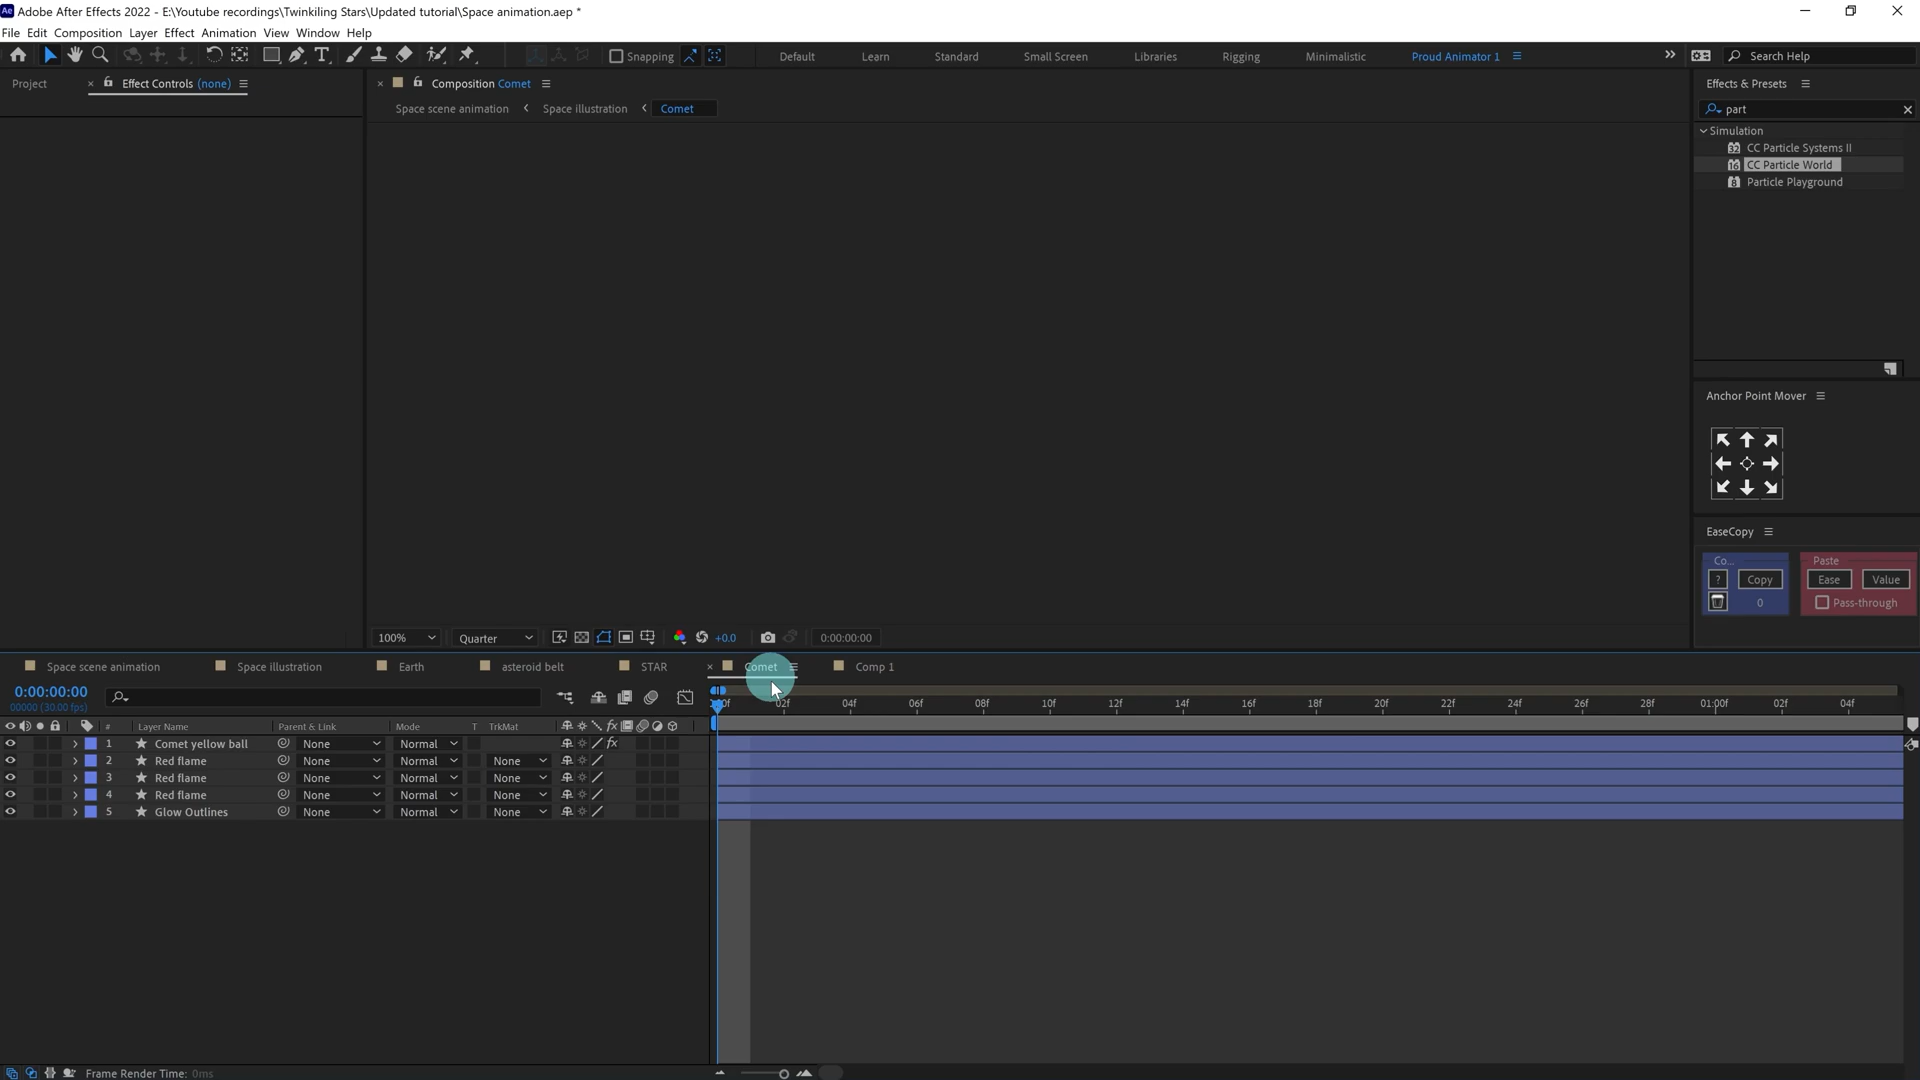 Adobe After Effects 2022 - E:\Youtube recordings\Twinkiling Stars\Updated tutorial\Space animation.aep *
File Edit Composition Layer Effect Animation View Window Help
Snapping Default Learn Standard Small Screen Libraries Rigging Minimalistic Proud Animator 1 Search Help
Project Effect Controls (none) Composition Comet Effects & Presets
Space scene animation Space illustration Comet part
Simulation
CC Particle Systems II
CC Particle World
Particle Playground
Anchor Point Mover
EaseCopy
Co... Paste
? Copy Ease Value
0 Pass-through
100% Quarter +0.0 0:00:00:00
Space scene animation Space illustration Earth asteroid belt STAR Comet Comp 1
0:00:00:00
00000 (30.00 fps)
02f 04f 06f 08f 10f 12f 14f 16f 18f 20f 22f 24f 26f 28f 01:00f 02f 04f
# Layer Name Parent & Link Mode T TrkMat
1 Comet yellow ball None Normal
2 Red flame None Normal None
3 Red flame None Normal None
4 Red flame None Normal None
5 Glow Outlines None Normal None
Frame Render Time: 0ms